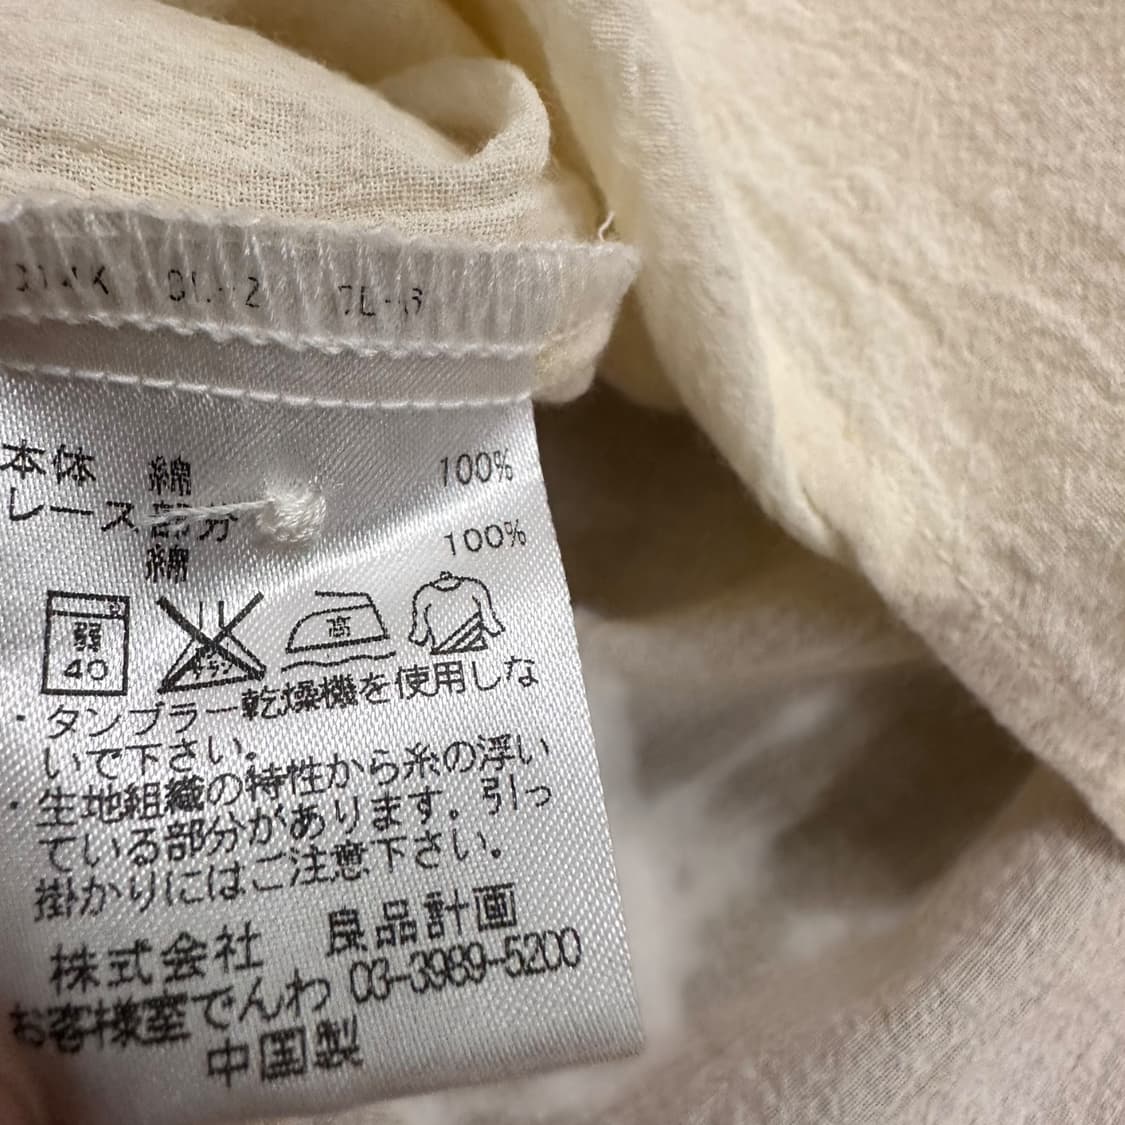 本体 綿 100%
レース部分
綿 100%
弱 40 高
・タンブラー乾燥機を使用しな
いで下さい。
・生地組織の特性から糸の浮い
ている部分があります。引っ
掛かりにはご注意下さい。
株式会社 良品計画
お客様室でんわ 03-3989-5200
中国製